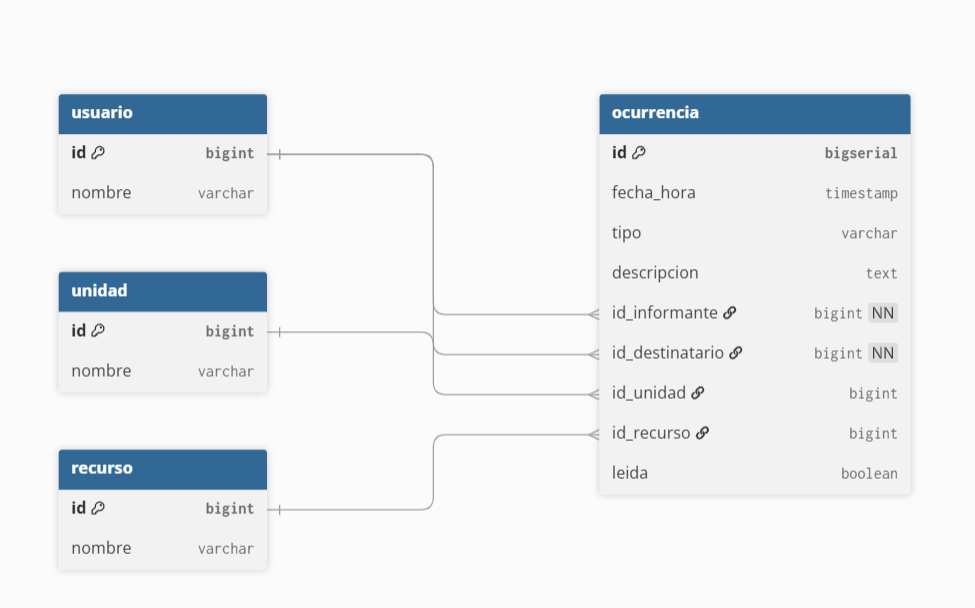 usuario
id bigint
nombre varchar
unidad
id bigint
nombre varchar
recurso
id bigint
nombre varchar
ocurrencia
id bigserial
fecha_hora timestamp
tipo varchar
descripcion text
id_informante bigint NN
id_destinatario bigint NN
id_unidad bigint
id_recurso bigint
leida boolean